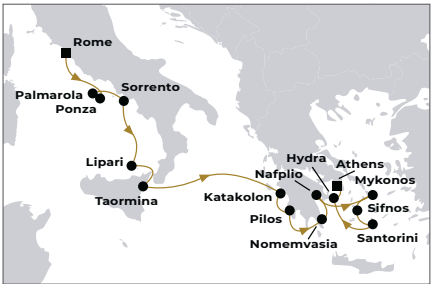 Rome
Palmarola
Ponza
Sorrento
Lipari
Taormina
Hydra
Athens
Nafplio
Mykonos
Katakolon
Sifnos
Pilos
Santorini
Nomemvasia